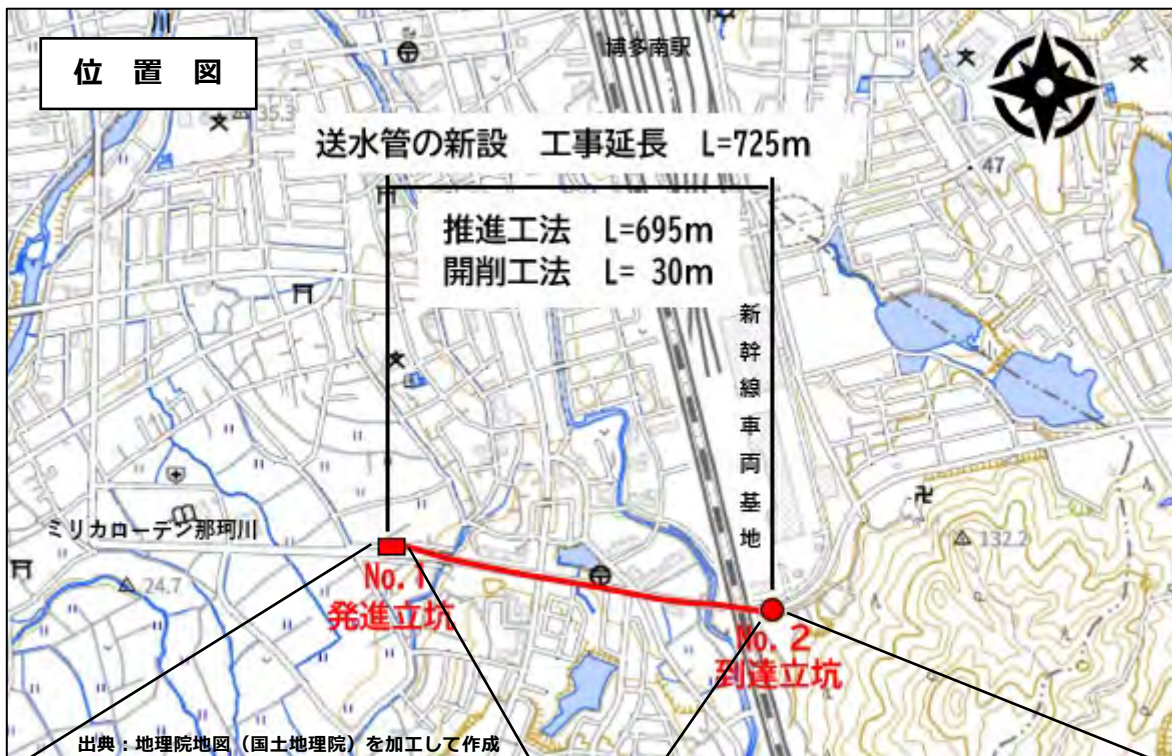 位置図
博多南駅
35.3
送水管の新設 工事延長 L=725m
47
推進工法 L=695m
開削工法 L= 30m
新幹線車両基地
ミリカローデン那珂川
132.2
24.7
No.1
発進立坑
No.2
到達立坑
出典:地理院地図(国土地理院)を加工して作成